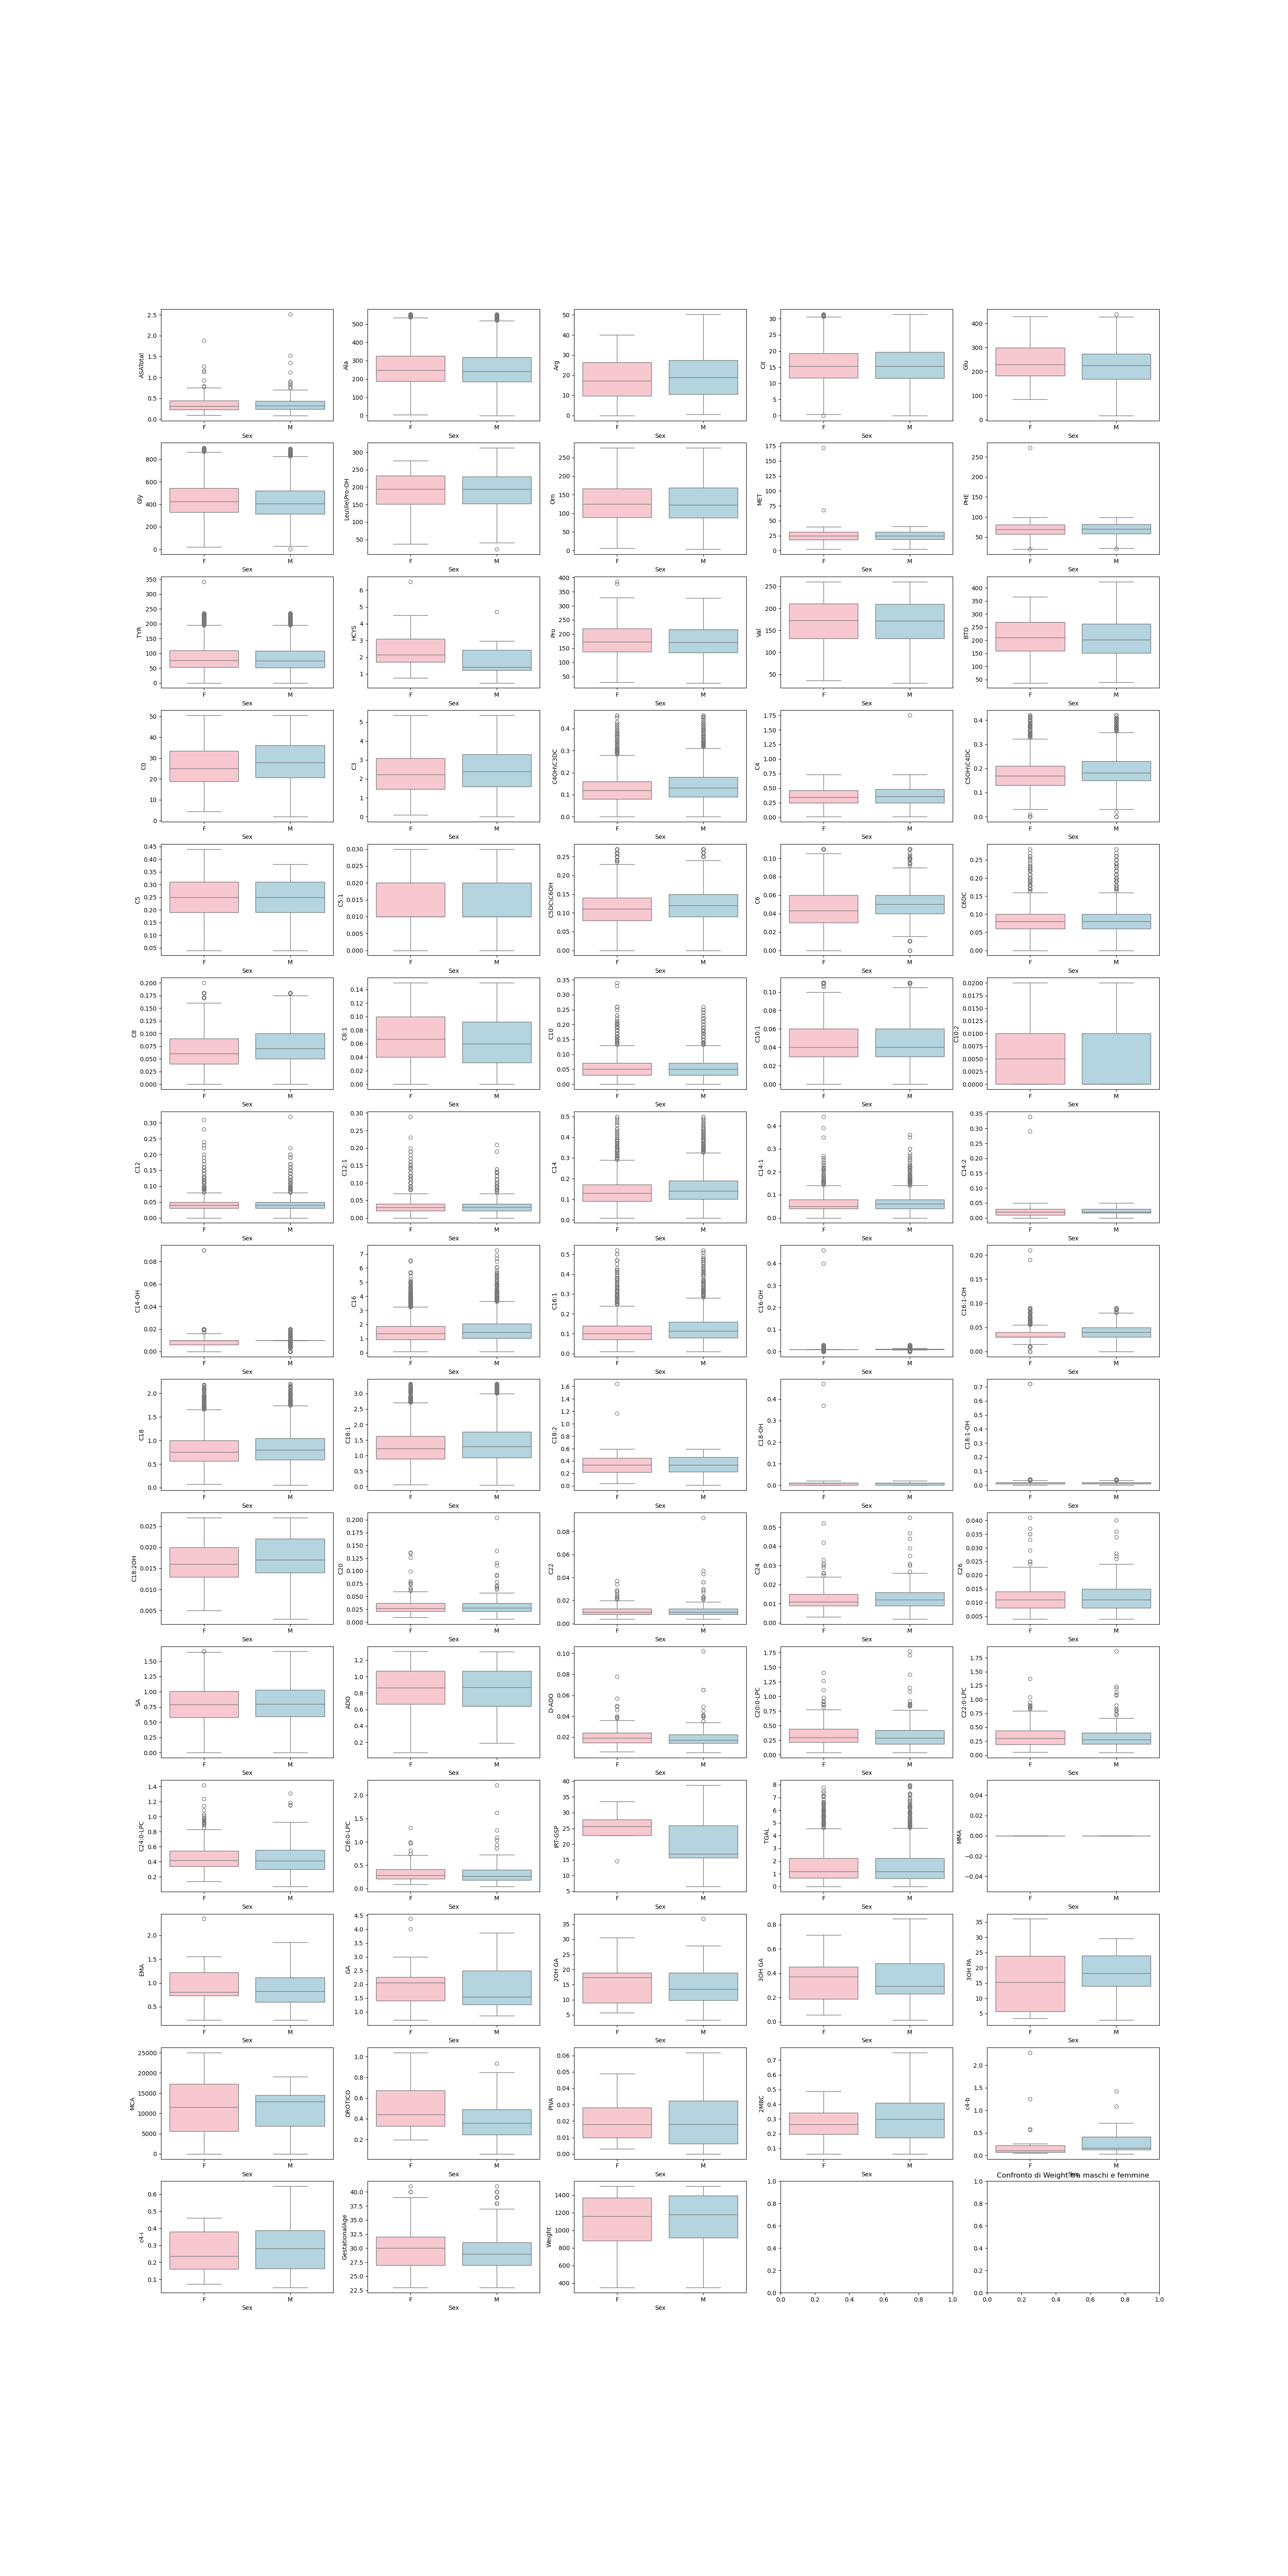 ASATotal
2.5 2.0 1.5 1.0 0.5 0.0
F M
Sex
Ala
500 400 300 200 100 0
F M
Sex
Arg
50 40 30 20 10 0
F M
Sex
Cit
30 25 20 15 10 5 0
F M
Sex
Glu
400 300 200 100 0
F M
Sex
Gly
800 600 400 200 0
F M
Sex
Leu\Ile\Pro-OH
300 250 200 150 100 50
F M
Sex
Orn
250 200 150 100 50 0
F M
Sex
MET
175 150 125 100 75 50 25 0
F M
Sex
PHE
250 200 150 100 50
F M
Sex
TYR
350 300 250 200 150 100 50 0
F M
Sex
HCYS
6 5 4 3 2 1
F M
Sex
Pro
400 350 300 250 200 150 100 50
F M
Sex
Val
250 200 150 100 50
F M
Sex
BTD
400 350 300 250 200 150 100 50
F M
Sex
C0
50 40 30 20 10 0
F M
Sex
C3
5 4 3 2 1 0
F M
Sex
C4OH\C3DC
0.4 0.3 0.2 0.1 0.0
F M
Sex
C4
1.75 1.50 1.25 1.00 0.75 0.50 0.25 0.00
F M
Sex
C5OH\C4DC
0.4 0.3 0.2 0.1 0.0
F M
Sex
C5
0.45 0.40 0.35 0.30 0.25 0.20 0.15 0.10 0.05
F M
Sex
C5:1
0.030 0.025 0.020 0.015 0.010 0.005 0.000
F M
Sex
C5DC\C6OH
0.25 0.20 0.15 0.10 0.05 0.00
F M
Sex
C6
0.10 0.08 0.06 0.04 0.02 0.00
F M
Sex
C6DC
0.25 0.20 0.15 0.10 0.05 0.00
F M
Sex
C8
0.200 0.175 0.150 0.125 0.100 0.075 0.050 0.025 0.000
F M
Sex
C8:1
0.14 0.12 0.10 0.08 0.06 0.04 0.02 0.00
F M
Sex
C10
0.35 0.30 0.25 0.20 0.15 0.10 0.05 0.00
F M
Sex
C10:1
0.10 0.08 0.06 0.04 0.02 0.00
F M
Sex
C10:2
0.0200 0.0175 0.0150 0.0125 0.0100 0.0075 0.0050 0.0025 0.0000
F M
Sex
C12
0.30 0.25 0.20 0.15 0.10 0.05 0.00
F M
Sex
C12:1
0.30 0.25 0.20 0.15 0.10 0.05 0.00
F M
Sex
C14
0.5 0.4 0.3 0.2 0.1 0.0
F M
Sex
C14:1
0.4 0.3 0.2 0.1 0.0
F M
Sex
C14:2
0.35 0.30 0.25 0.20 0.15 0.10 0.05 0.00
F M
Sex
C14-OH
0.08 0.06 0.04 0.02 0.00
F M
Sex
C16
7 6 5 4 3 2 1 0
F M
Sex
C16:1
0.5 0.4 0.3 0.2 0.1 0.0
F M
Sex
C16-OH
0.4 0.3 0.2 0.1 0.0
F M
Sex
C16:1-OH
0.20 0.15 0.10 0.05 0.00
F M
Sex
C18
2.0 1.5 1.0 0.5 0.0
F M
Sex
C18:1
3.0 2.5 2.0 1.5 1.0 0.5 0.0
F M
Sex
C18:2
1.6 1.4 1.2 1.0 0.8 0.6 0.4 0.2 0.0
F M
Sex
C18-OH
0.4 0.3 0.2 0.1 0.0
F M
Sex
C18:1-OH
0.7 0.6 0.5 0.4 0.3 0.2 0.1 0.0
F M
Sex
C18:2OH
0.025 0.020 0.015 0.010 0.005
F M
Sex
C20
0.200 0.175 0.150 0.125 0.100 0.075 0.050 0.025 0.000
F M
Sex
C22
0.08 0.06 0.04 0.02 0.00
F M
Sex
C24
0.05 0.04 0.03 0.02 0.01 0.00
F M
Sex
C26
0.040 0.035 0.030 0.025 0.020 0.015 0.010 0.005
F M
Sex
SA
1.50 1.25 1.00 0.75 0.50 0.25 0.00
F M
Sex
ADO
1.2 1.0 0.8 0.6 0.4 0.2
F M
Sex
D-ADO
0.10 0.08 0.06 0.04 0.02
F M
Sex
C20:0-LPC
1.75 1.50 1.25 1.00 0.75 0.50 0.25 0.00
F M
Sex
C22:0-LPC
1.75 1.50 1.25 1.00 0.75 0.50 0.25 0.00
F M
Sex
C24:0-LPC
1.4 1.2 1.0 0.8 0.6 0.4 0.2
F M
Sex
C26:0-LPC
2.0 1.5 1.0 0.5 0.0
F M
Sex
IRT-GSP
40 35 30 25 20 15 10 5
F M
Sex
TGAL
8 7 6 5 4 3 2 1 0
F M
Sex
MMA
0.04 0.02 0.00 −0.02 −0.04
F M
Sex
EMA
2.0 1.5 1.0 0.5
F M
Sex
GA
4.5 4.0 3.5 3.0 2.5 2.0 1.5 1.0
F M
Sex
2OH GA
35 30 25 20 15 10 5
F M
Sex
3OH GA
0.8 0.6 0.4 0.2 0.0
F M
Sex
3OH PA
35 30 25 20 15 10 5
F M
Sex
MCA
25000 20000 15000 10000 5000 0
F M
Sex
OROTICO
1.0 0.8 0.6 0.4 0.2
F M
Sex
PIVA
0.06 0.05 0.04 0.03 0.02 0.01 0.00
F M
Sex
2MBC
0.7 0.6 0.5 0.4 0.3 0.2 0.1
F M
Sex
c4-b
2.0 1.5 1.0 0.5 0.0
F M
c4-i
0.6 0.5 0.4 0.3 0.2 0.1
F M
Sex
GestationalAge
40.0 37.5 35.0 32.5 30.0 27.5 25.0 22.5
F M
Sex
Weight
1400 1200 1000 800 600 400
F M
Sex
1.0 0.8 0.6 0.4 0.2 0.0
0.0 0.2 0.4 0.6 0.8 1.0
Confronto di Weight tra maschi e femmine
1.0 0.8 0.6 0.4 0.2 0.0
0.0 0.2 0.4 0.6 0.8 1.0